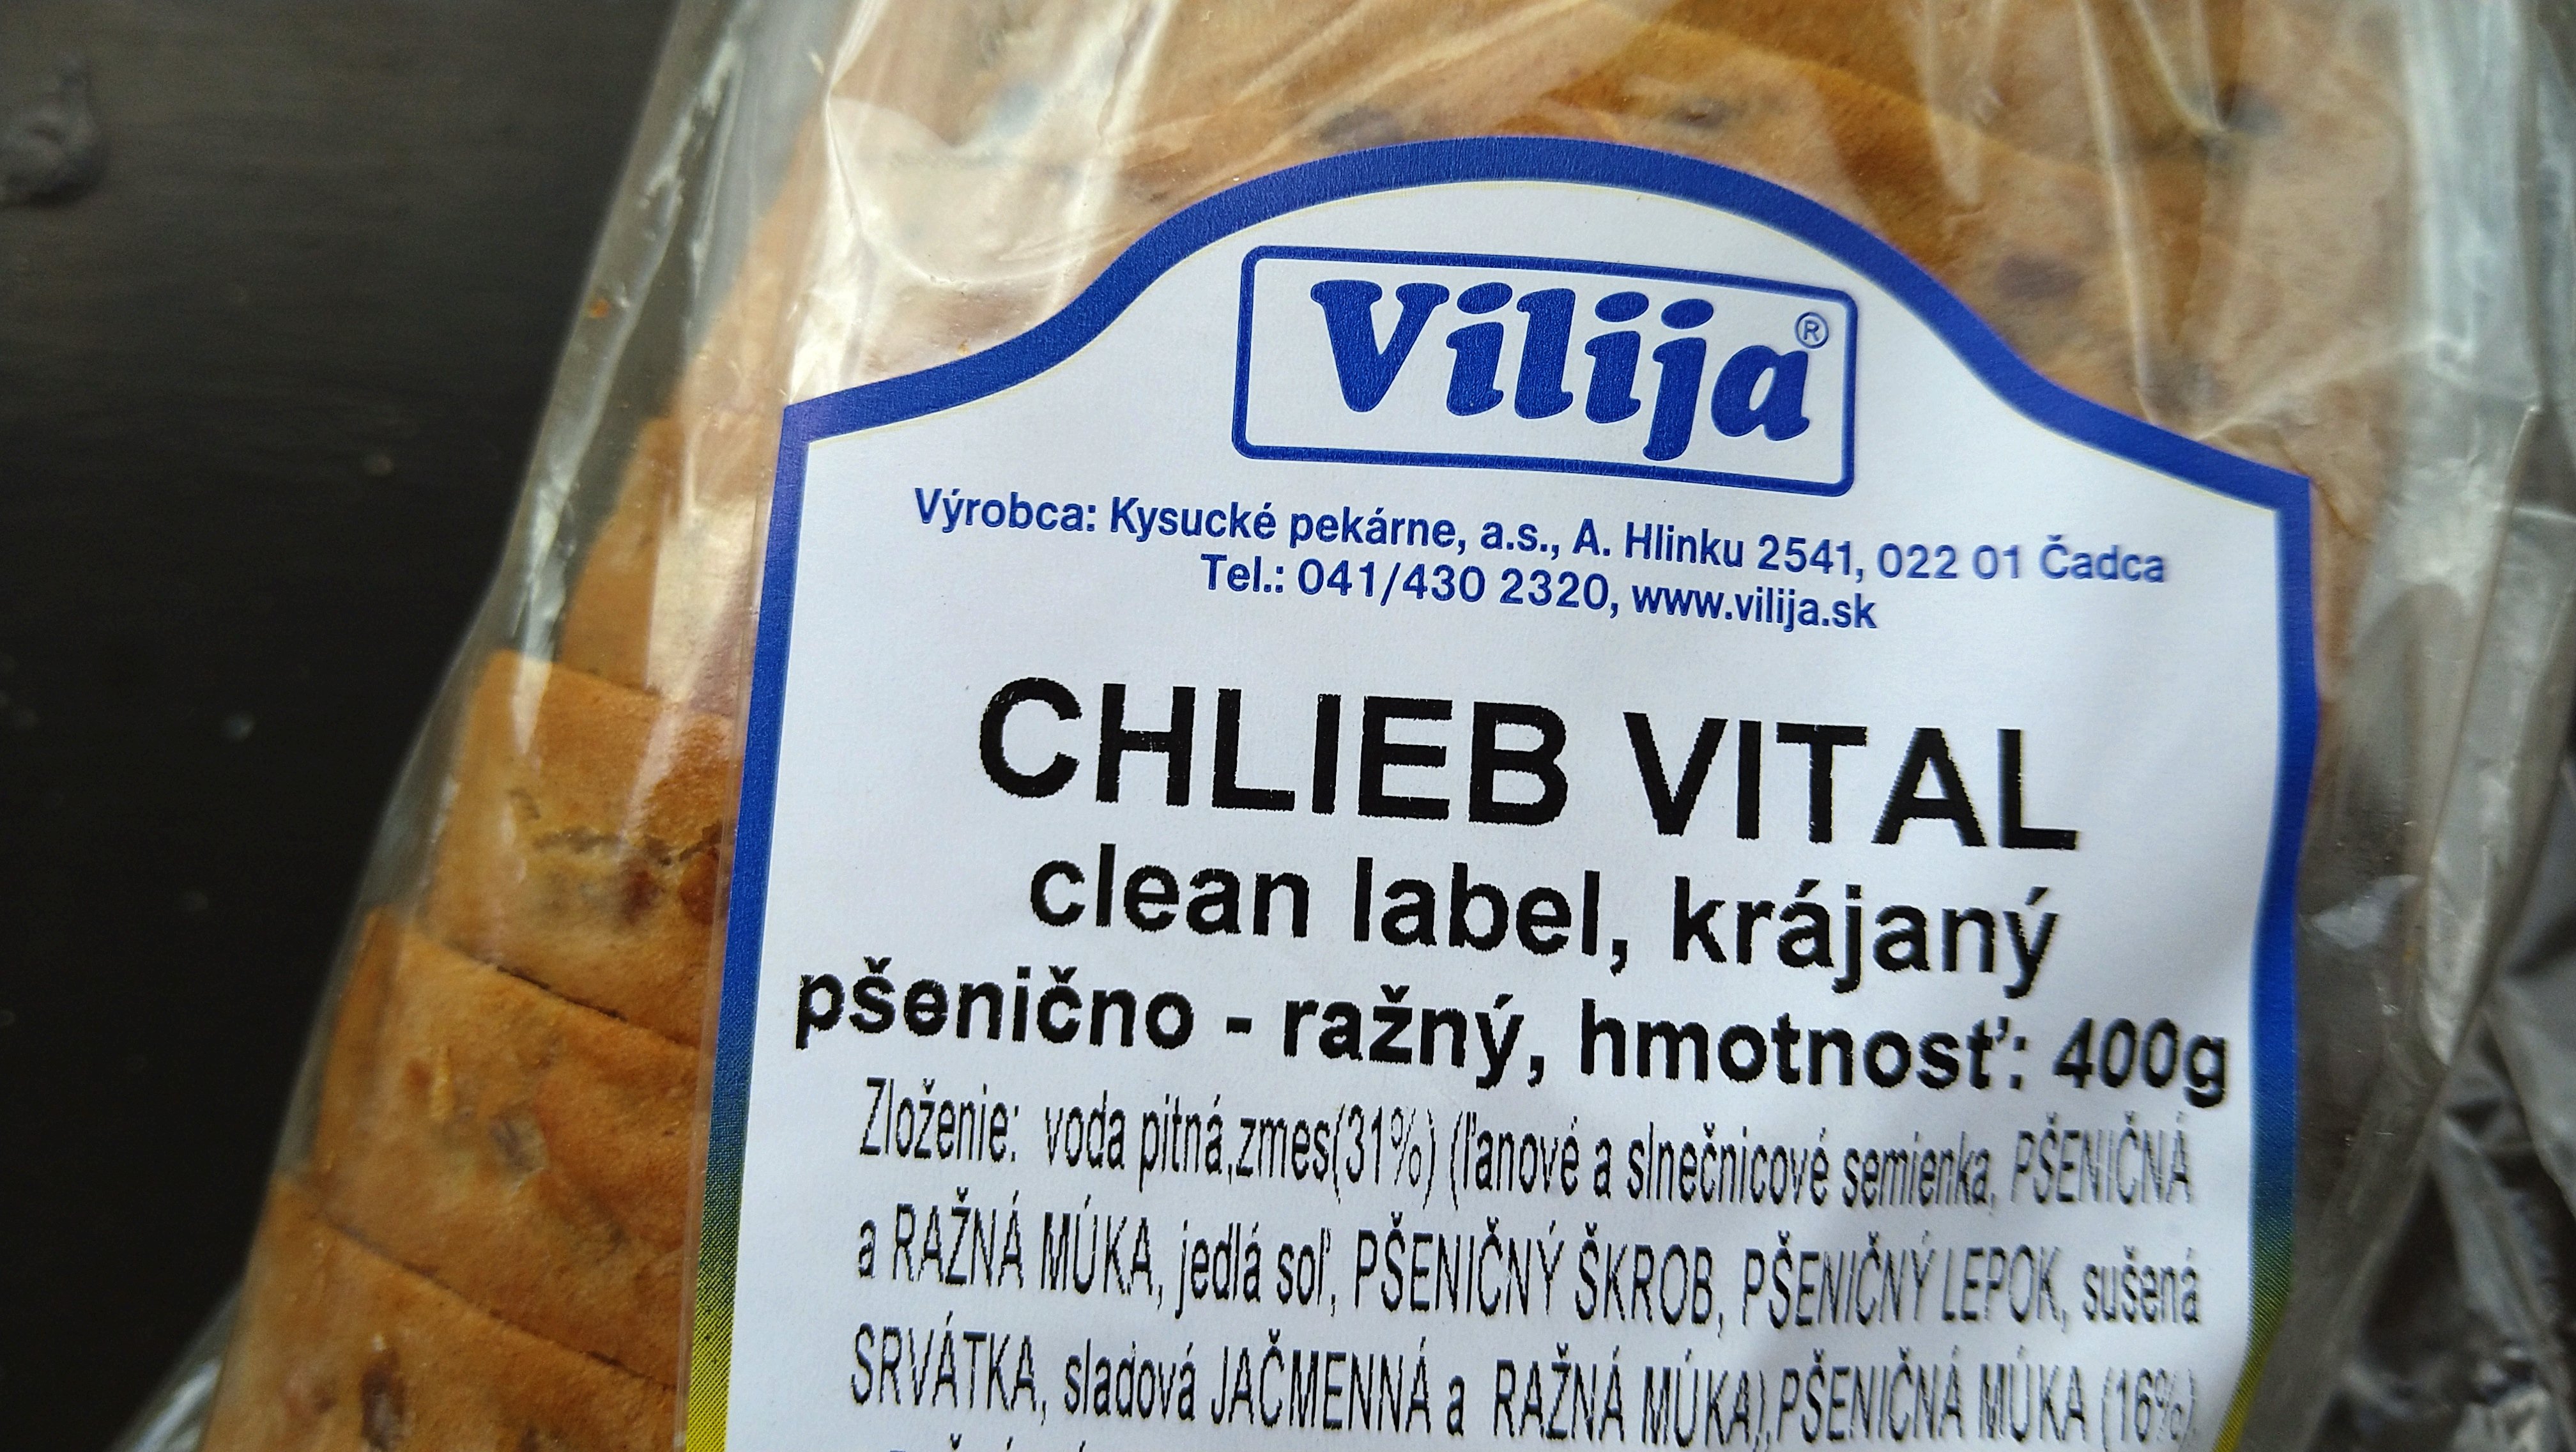 Vilija®
Výrobca: Kysucké pekárne, a.s., A. Hlinku 2541, 022 01 Čadca
Tel.: 041/430 2320, www.vilija.sk
CHLIEB VITAL
clean label, krájaný
pšenično - ražný, hmotnosť: 400g
Zloženie: voda pitná,zmes(31%) (ľanové a slnečnicové semienka, PŠENIČNÁ
a RAŽNÁ MÚKA, jedlá soľ, PŠENIČNÝ ŠKROB, PŠENIČNÝ LEPOK, sušená
SRVÁTKA, sladová JAČMENNÁ a RAŽNÁ MÚKA),PŠENIČNÁ MÚKA (16%),